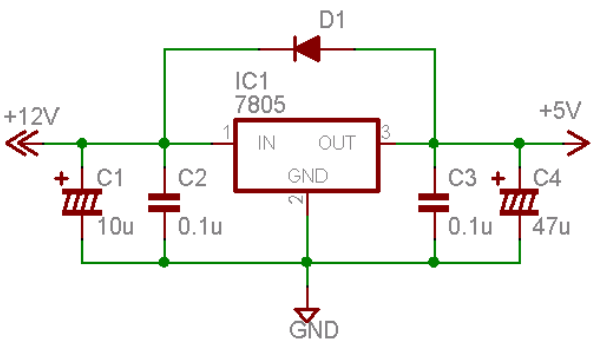 D1
IC1
7805
+12V
+5V
1
IN
OUT
3
GND
2
+
C1
10u
C2
0.1u
C3
0.1u
+
C4
47u
GND